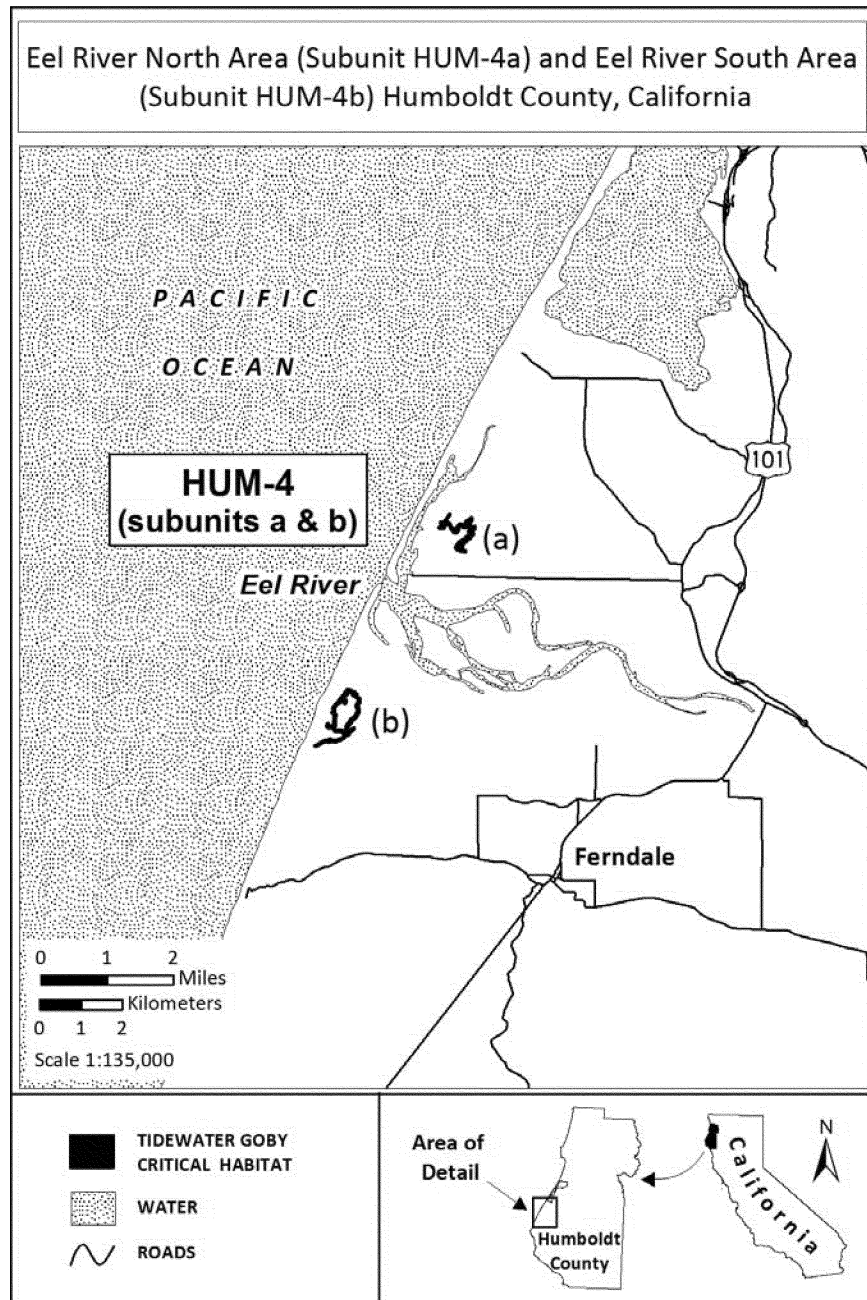 Eel River North Area (Subunit HUM-4a) and Eel River South Area
(Subunit HUM-4b) Humboldt County, California
PACIFIC
OCEAN
101
HUM-4
(subunits a & b)
(a)
Eel River
(b)
Ferndale
0 1 2
Miles
Kilometers
0 1 2
Scale 1:135,000
TIDEWATER GOBY
CRITICAL HABITAT
WATER
ROADS
Area of
Detail
Humboldt
County
California
N